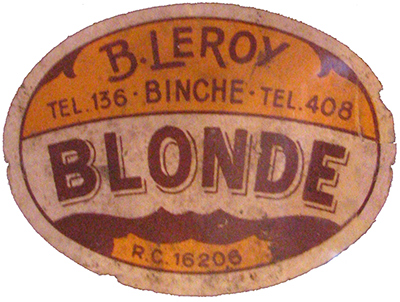 B. LEROY
TEL. 136 · BINCHE · TEL. 408
BLONDE
R.C. 16206